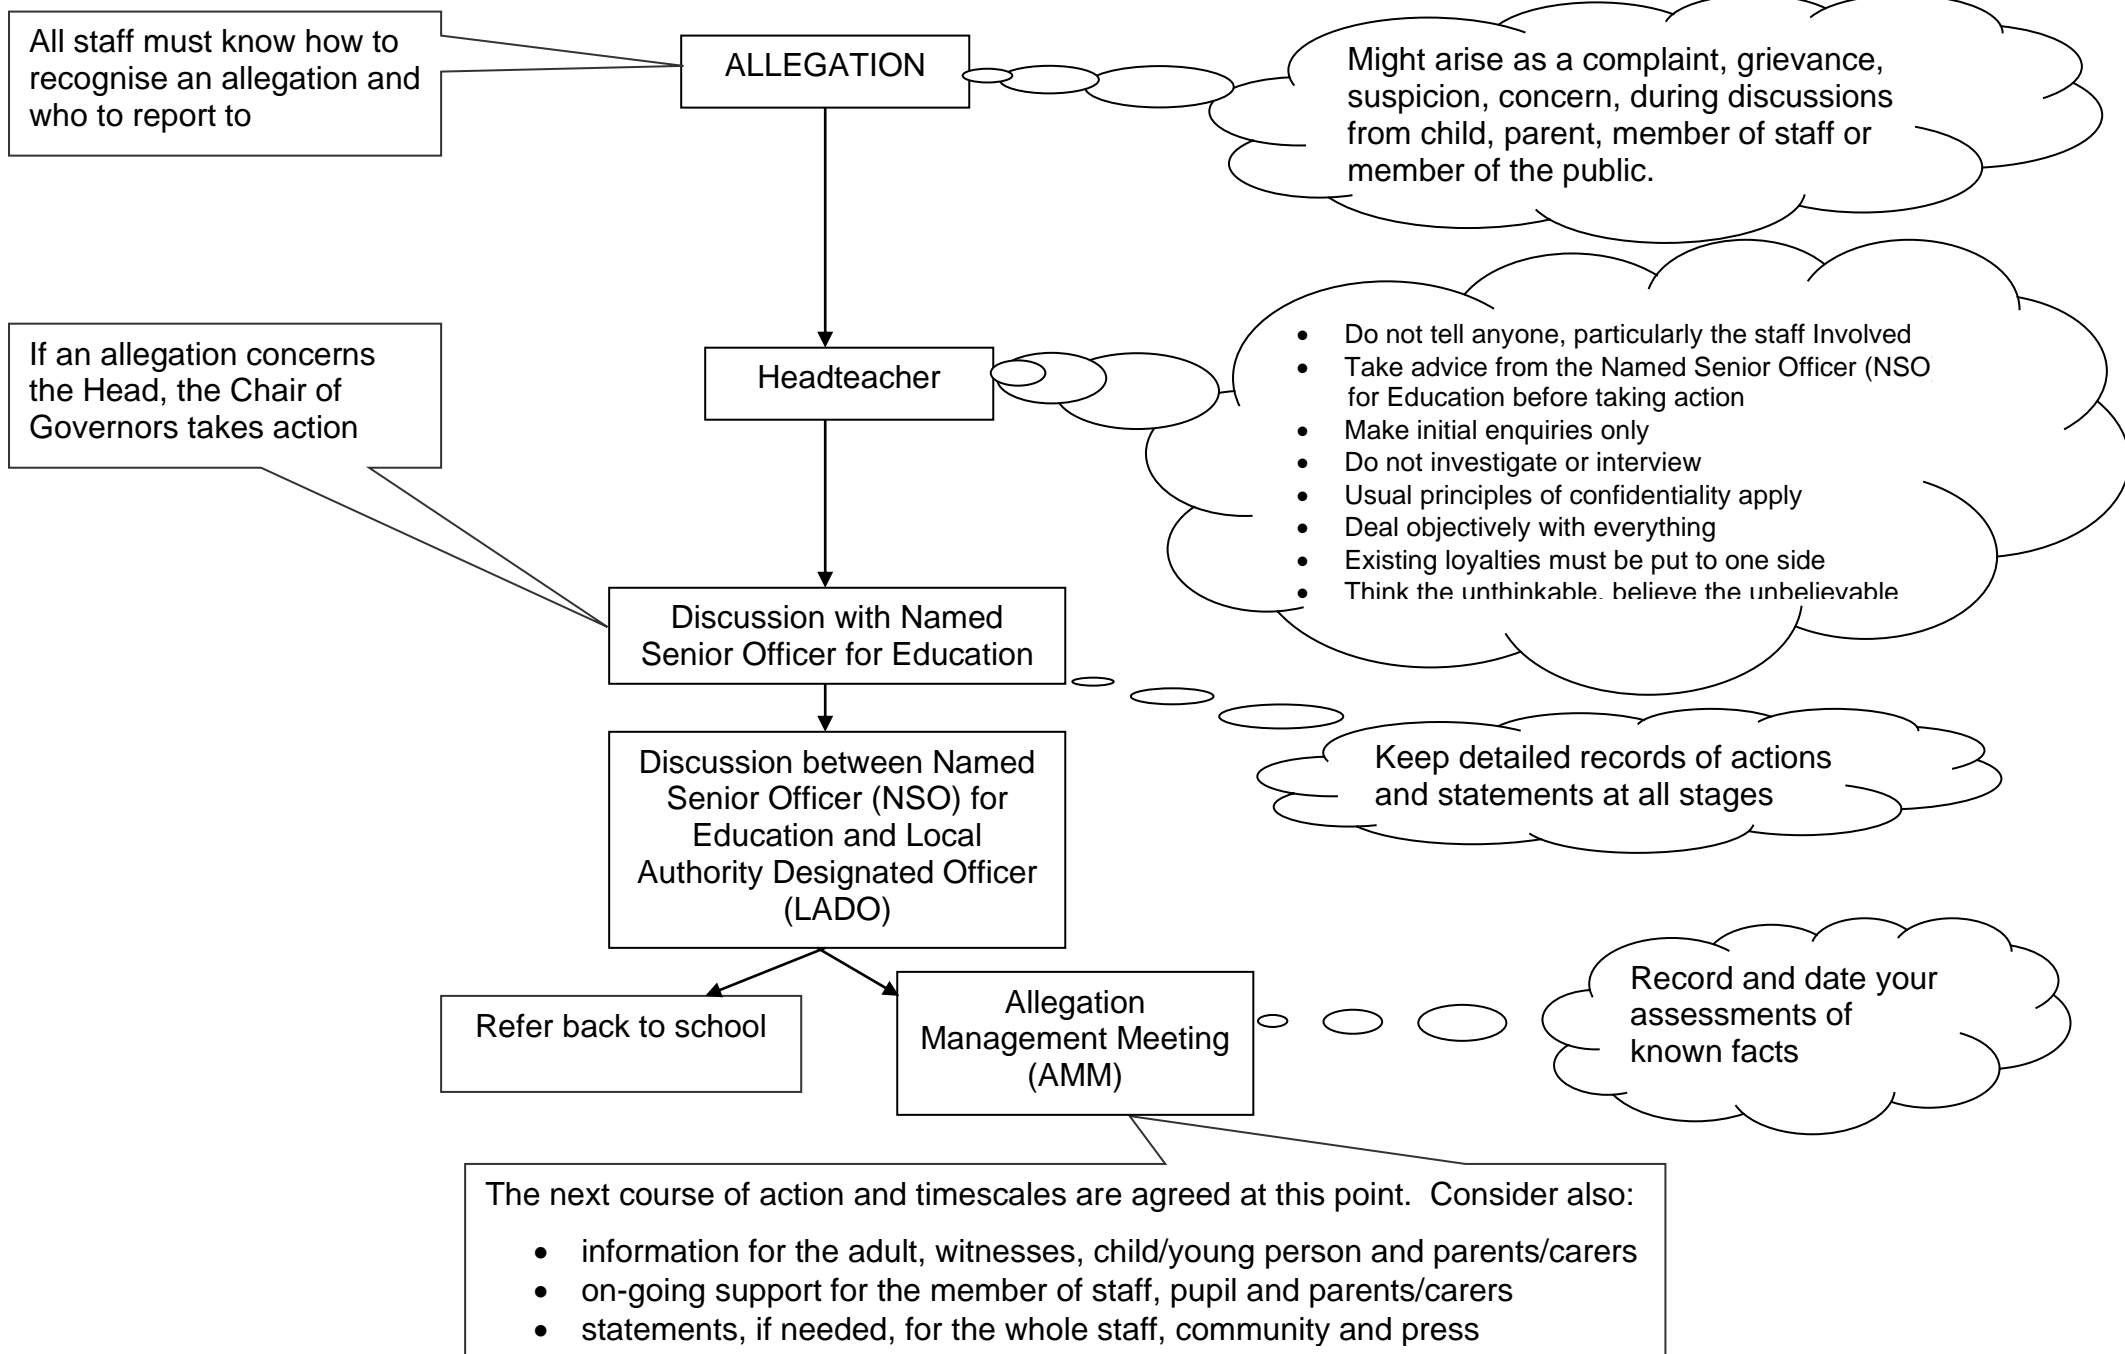 All staff must know how to
recognise an allegation and
who to report to
ALLEGATION
Might arise as a complaint, grievance,
suspicion, concern, during discussions
from child, parent, member of staff or
member of the public.
If an allegation concerns
the Head, the Chair of
Governors takes action
Headteacher
• Do not tell anyone, particularly the staff Involved
• Take advice from the Named Senior Officer (NSO
for Education before taking action
• Make initial enquiries only
• Do not investigate or interview
• Usual principles of confidentiality apply
• Deal objectively with everything
• Existing loyalties must be put to one side
• Think the unthinkable, believe the unbelievable
Discussion with Named
Senior Officer for Education
Keep detailed records of actions
and statements at all stages
Discussion between Named
Senior Officer (NSO) for
Education and Local
Authority Designated Officer
(LADO)
Refer back to school
Allegation
Management Meeting
(AMM)
Record and date your
assessments of
known facts
The next course of action and timescales are agreed at this point.  Consider also:
• information for the adult, witnesses, child/young person and parents/carers
• on-going support for the member of staff, pupil and parents/carers
• statements, if needed, for the whole staff, community and press